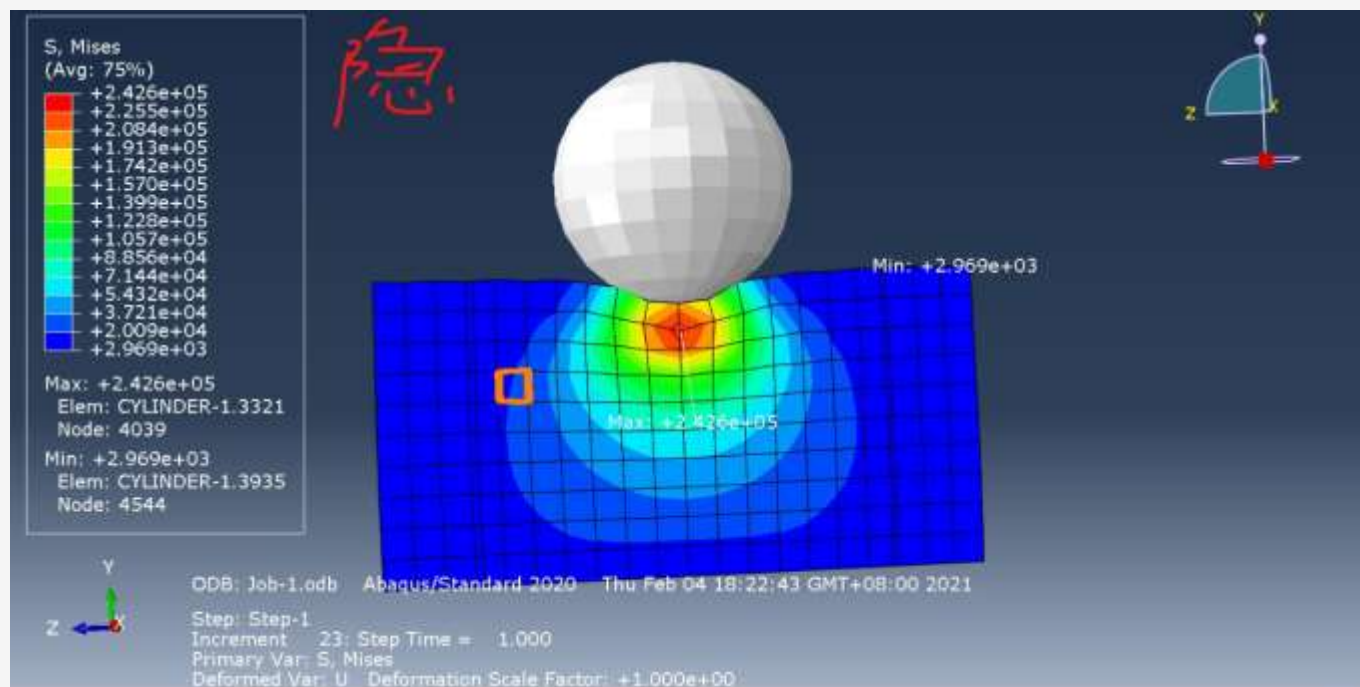 S, Mises
(Avg: 75%)
+2.426e+05
+2.255e+05
+2.084e+05
+1.913e+05
+1.742e+05
+1.570e+05
+1.399e+05
+1.228e+05
+1.057e+05
+8.856e+04
+7.144e+04
+5.432e+04
+3.721e+04
+2.009e+04
+2.969e+03
Max: +2.426e+05
Elem: CYLINDER-1.3321
Node: 4039
Min: +2.969e+03
Elem: CYLINDER-1.3935
Node: 4544
隐
Y
Z
X
Min: +2.969e+03
Max: +2.426e+05
Y
Z
X
ODB: Job-1.odb Abaqus/Standard 2020 Thu Feb 04 18:22:43 GMT+08:00 2021
Step: Step-1
Increment 23: Step Time = 1.000
Primary Var: S, Mises
Deformed Var: U Deformation Scale Factor: +1.000e+00